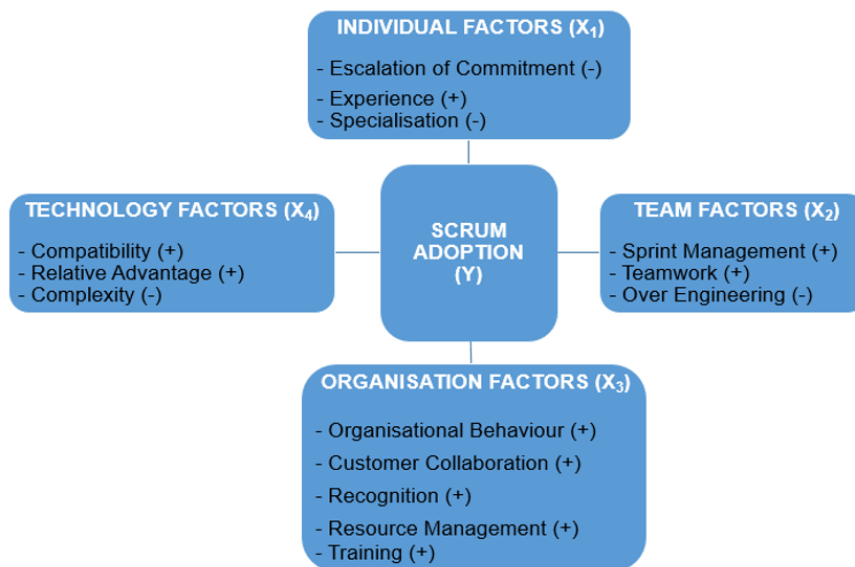 INDIVIDUAL FACTORS (X₁)
- Escalation of Commitment (-)
- Experience (+)
- Specialisation (-)
TECHNOLOGY FACTORS (X₄)
- Compatibility (+)
- Relative Advantage (+)
- Complexity (-)
SCRUM
ADOPTION
(Y)
TEAM FACTORS (X₂)
- Sprint Management (+)
- Teamwork (+)
- Over Engineering (-)
ORGANISATION FACTORS (X₃)
- Organisational Behaviour (+)
- Customer Collaboration (+)
- Recognition (+)
- Resource Management (+)
- Training (+)